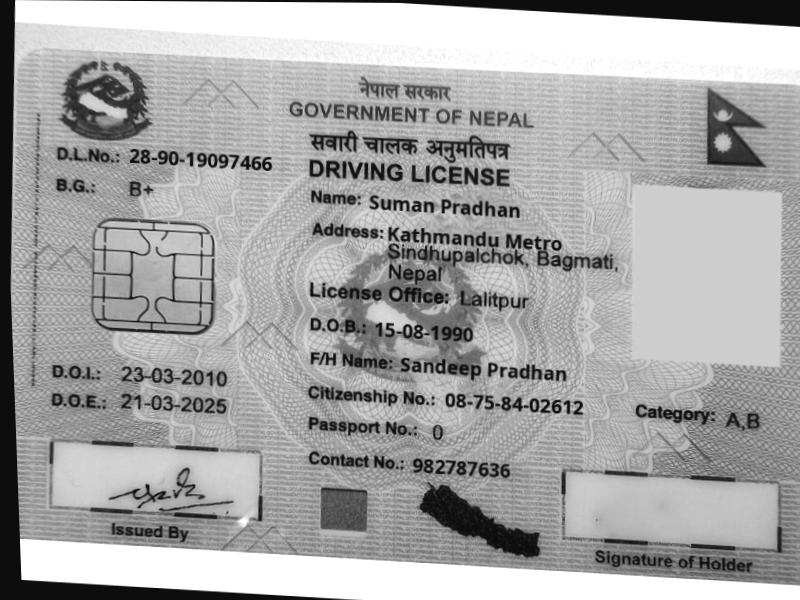 नेपाल सरकार
GOVERNMENT OF NEPAL
सवारी चालक अनुमतिपत्र
DRIVING LICENSE
D.L.No.: 28-90-19097466
B.G.: B+
Name: Suman Pradhan
Address: Kathmandu Metro
Sindhupalchok, Bagmati,
Nepal
License Office: Lalitpur
D.O.B.: 15-08-1990
F/H Name: Sandeep Pradhan
D.O.I.: 23-03-2010
D.O.E.: 21-03-2025
Citizenship No.: 08-75-84-02612
Category: A,B
Passport No.: 0
Contact No.: 982787636
Issued By
Signature of Holder